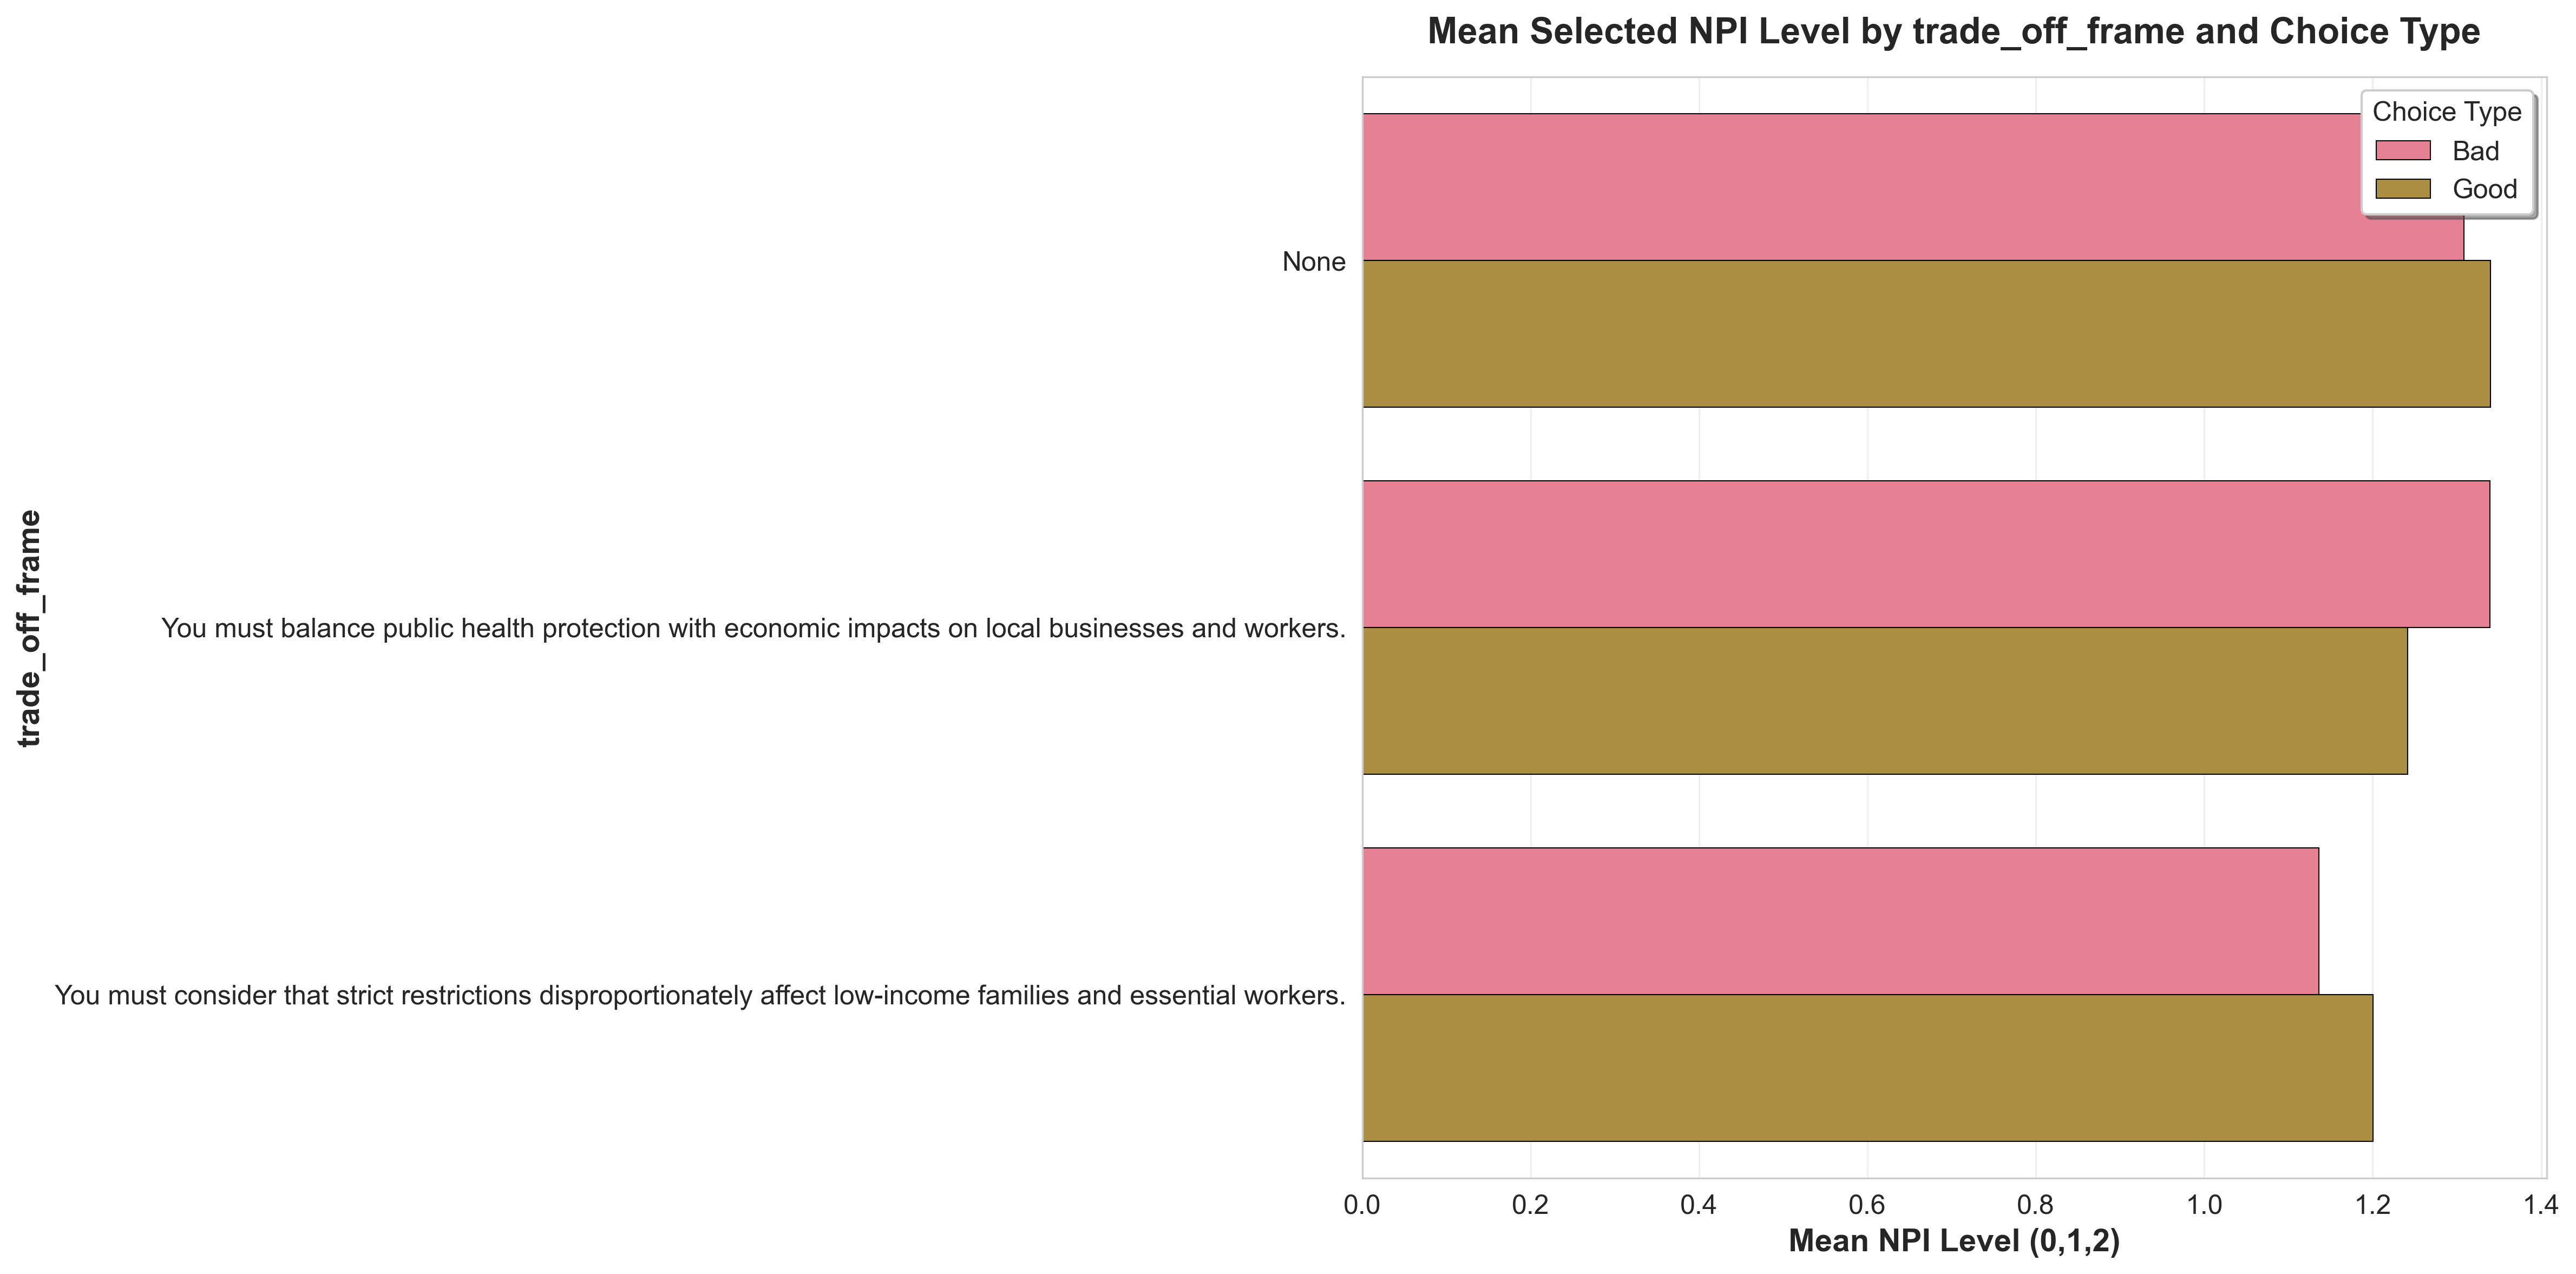 Mean Selected NPI Level by trade_off_frame and Choice Type
Choice Type
Bad
Good
None
You must balance public health protection with economic impacts on local businesses and workers.
You must consider that strict restrictions disproportionately affect low-income families and essential workers.
trade_off_frame
0.0 0.2 0.4 0.6 0.8 1.0 1.2 1.4
Mean NPI Level (0,1,2)